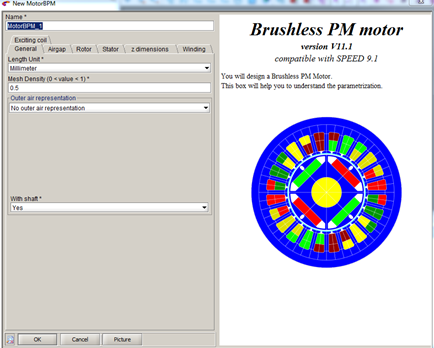 New MotorBPM
Name *
MotorBPM_1
Exciting coil
General Airgap Rotor Stator z dimensions Winding
Length Unit *
Millimeter
Mesh Density (0 < value < 1) *
0.5
Outer air representation
No outer air representation
With shaft *
Yes
OK Cancel Picture
Brushless PM motor
version V11.1
compatible with SPEED 9.1
You will design a Brushless PM Motor.
This box will help you to understand the parametrization.